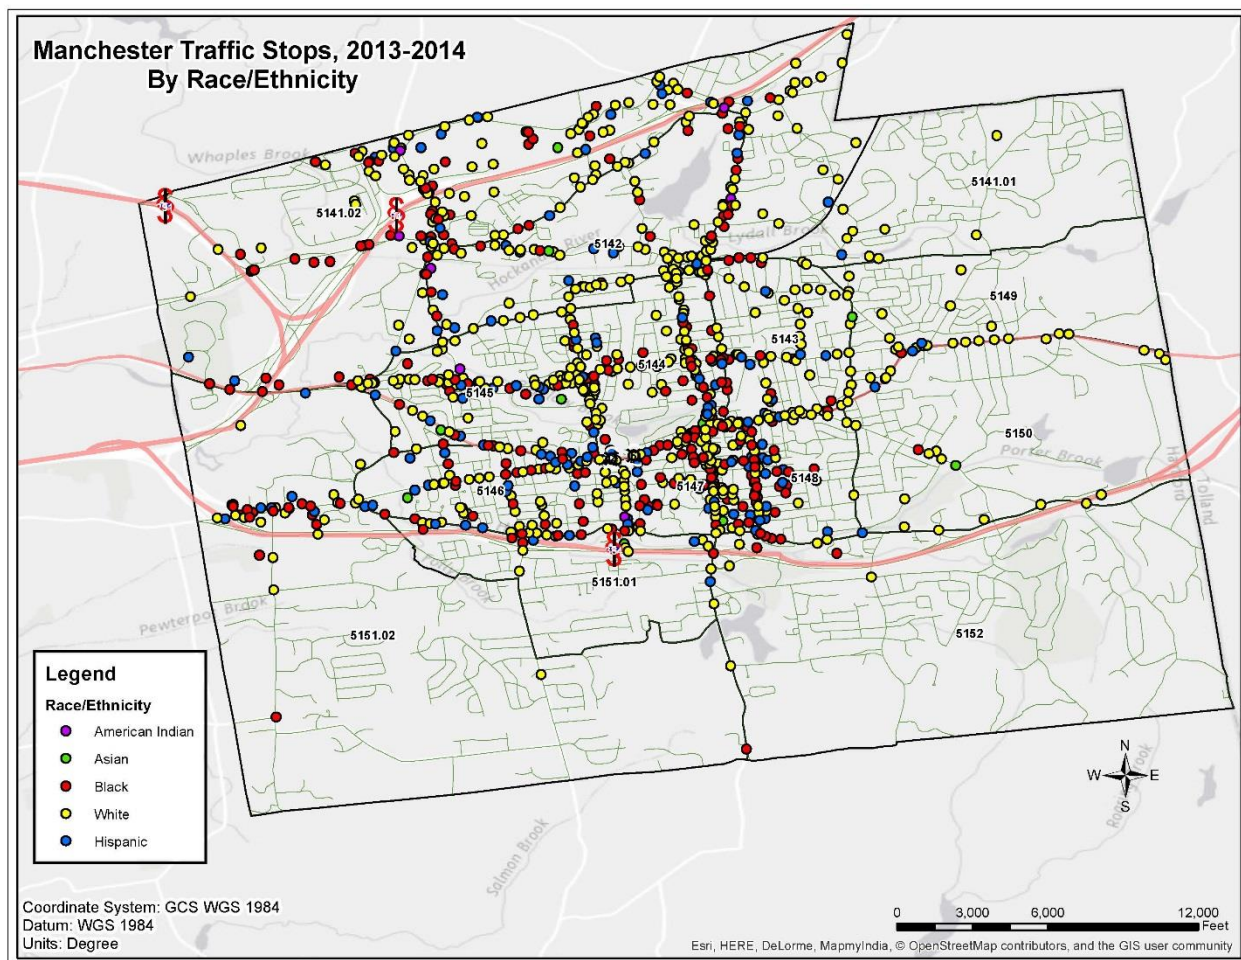 Manchester Traffic Stops, 2013-2014
By Race/Ethnicity
Whaples Brook
5141.01
5141.02
Lydall Brook
5142
Hockanum River
5149
5143
5144
5145
5150
Porter Brook
5148
5146
5147
Tolland
5151.01
Pewterpot Brook
5151.02
5152
Legend
Race/Ethnicity
American Indian
Asian
Black
White
Hispanic
N
W E
S
Salmon Brook
Brook
Coordinate System: GCS WGS 1984
Datum: WGS 1984
Units: Degree
0 3,000 6,000 12,000
Feet
Esri, HERE, DeLorme, MapmyIndia, © OpenStreetMap contributors, and the GIS user community